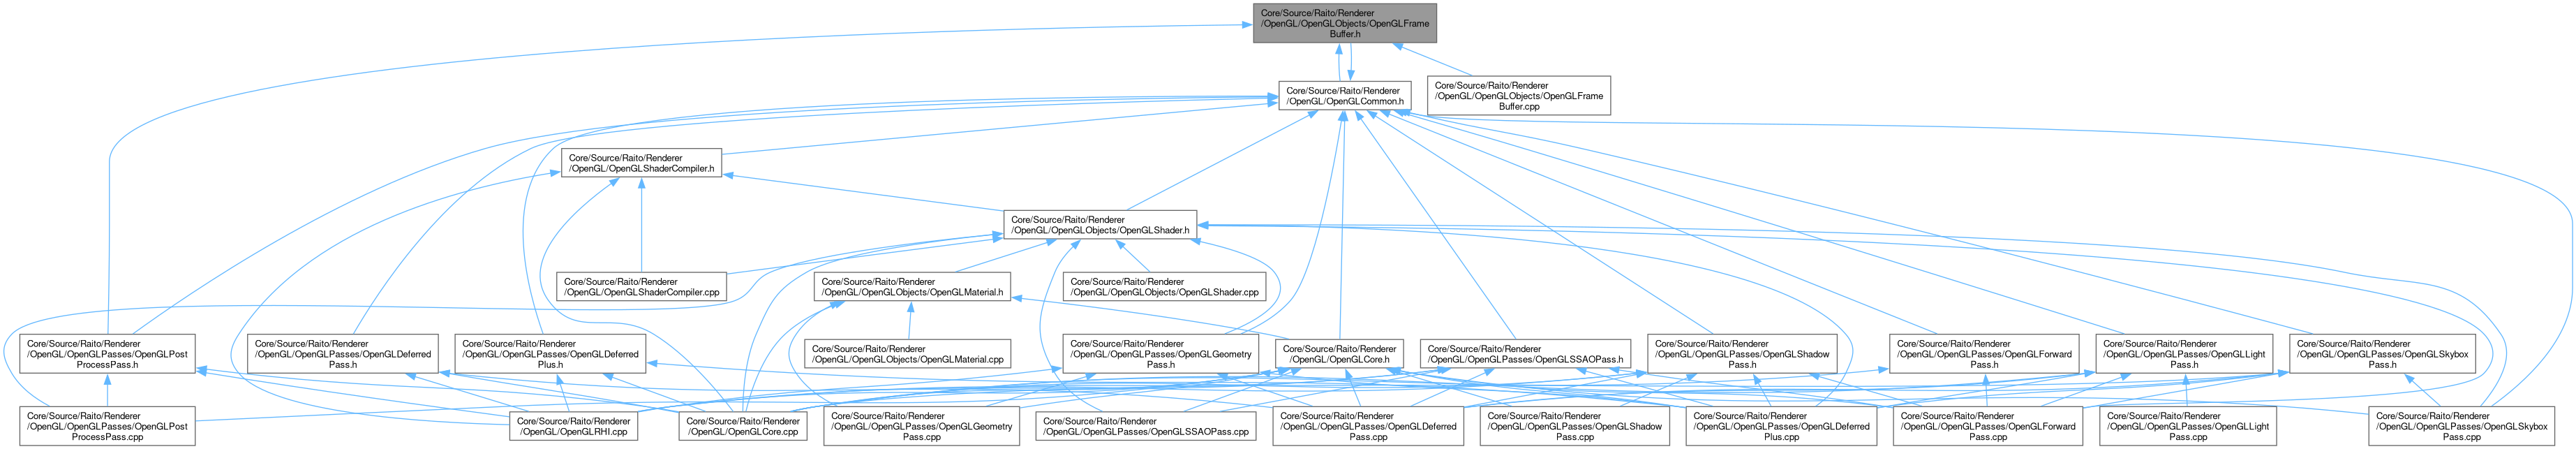 Core/Source/Raito/Renderer
/OpenGL/OpenGLObjects/OpenGLFrame
Buffer.h
Core/Source/Raito/Renderer
/OpenGL/OpenGLCommon.h
Core/Source/Raito/Renderer
/OpenGL/OpenGLObjects/OpenGLFrame
Buffer.cpp
Core/Source/Raito/Renderer
/OpenGL/OpenGLShaderCompiler.h
Core/Source/Raito/Renderer
/OpenGL/OpenGLObjects/OpenGLShader.h
Core/Source/Raito/Renderer
/OpenGL/OpenGLShaderCompiler.cpp
Core/Source/Raito/Renderer
/OpenGL/OpenGLObjects/OpenGLMaterial.h
Core/Source/Raito/Renderer
/OpenGL/OpenGLObjects/OpenGLShader.cpp
Core/Source/Raito/Renderer
/OpenGL/OpenGLPasses/OpenGLPost
ProcessPass.h
Core/Source/Raito/Renderer
/OpenGL/OpenGLPasses/OpenGLDeferred
Pass.h
Core/Source/Raito/Renderer
/OpenGL/OpenGLPasses/OpenGLDeferred
Plus.h
Core/Source/Raito/Renderer
/OpenGL/OpenGLObjects/OpenGLMaterial.cpp
Core/Source/Raito/Renderer
/OpenGL/OpenGLPasses/OpenGLGeometry
Pass.h
Core/Source/Raito/Renderer
/OpenGL/OpenGLCore.h
Core/Source/Raito/Renderer
/OpenGL/OpenGLPasses/OpenGLSSAOPass.h
Core/Source/Raito/Renderer
/OpenGL/OpenGLPasses/OpenGLShadow
Pass.h
Core/Source/Raito/Renderer
/OpenGL/OpenGLPasses/OpenGLForward
Pass.h
Core/Source/Raito/Renderer
/OpenGL/OpenGLPasses/OpenGLLight
Pass.h
Core/Source/Raito/Renderer
/OpenGL/OpenGLPasses/OpenGLSkybox
Pass.h
Core/Source/Raito/Renderer
/OpenGL/OpenGLPasses/OpenGLPost
ProcessPass.cpp
Core/Source/Raito/Renderer
/OpenGL/OpenGLRHI.cpp
Core/Source/Raito/Renderer
/OpenGL/OpenGLCore.cpp
Core/Source/Raito/Renderer
/OpenGL/OpenGLPasses/OpenGLGeometry
Pass.cpp
Core/Source/Raito/Renderer
/OpenGL/OpenGLPasses/OpenGLSSAOPass.cpp
Core/Source/Raito/Renderer
/OpenGL/OpenGLPasses/OpenGLDeferred
Pass.cpp
Core/Source/Raito/Renderer
/OpenGL/OpenGLPasses/OpenGLShadow
Pass.cpp
Core/Source/Raito/Renderer
/OpenGL/OpenGLPasses/OpenGLDeferred
Plus.cpp
Core/Source/Raito/Renderer
/OpenGL/OpenGLPasses/OpenGLForward
Pass.cpp
Core/Source/Raito/Renderer
/OpenGL/OpenGLPasses/OpenGLLight
Pass.cpp
Core/Source/Raito/Renderer
/OpenGL/OpenGLPasses/OpenGLSkybox
Pass.cpp